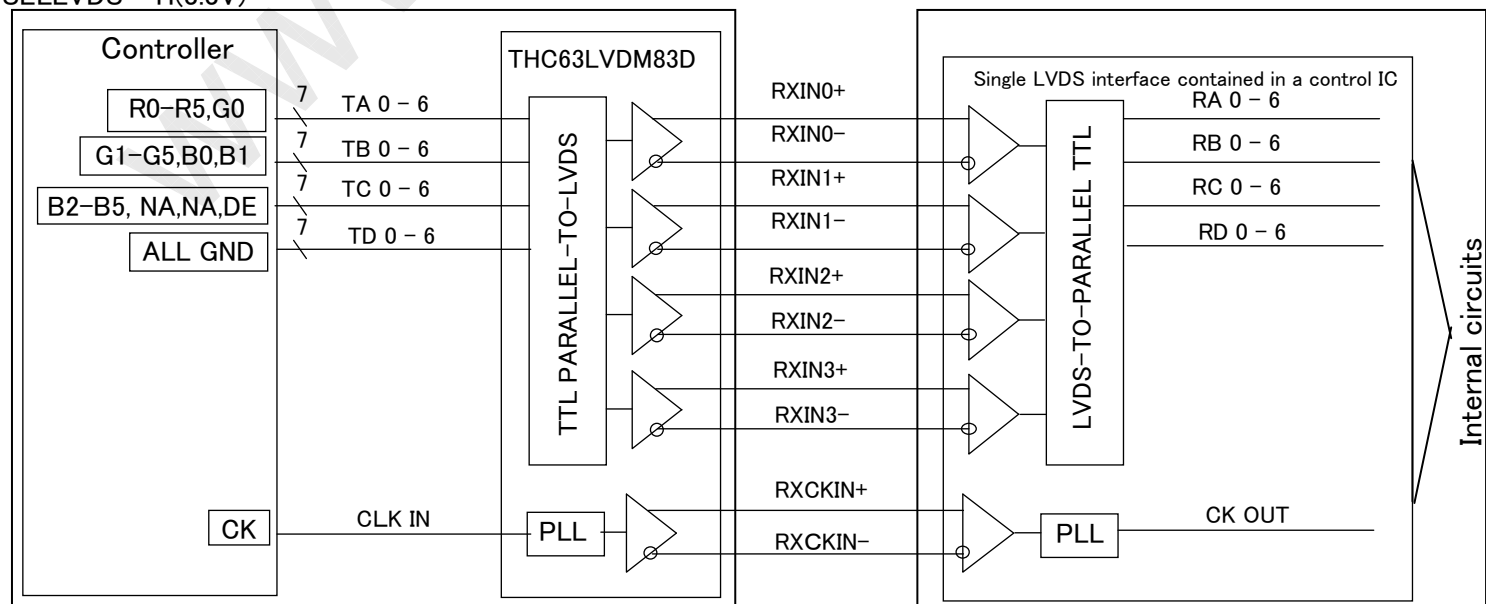 Controller
THC63LVDM83D
Single LVDS interface contained in a control IC
R0-R5,G0
7
TA 0 - 6
RXIN0+
RA 0 - 6
RXIN0-
G1-G5,B0,B1
7
TB 0 - 6
RB 0 - 6
RXIN1+
B2-B5, NA,NA,DE
7
TC 0 - 6
RC 0 - 6
RXIN1-
ALL GND
7
TD 0 - 6
RD 0 - 6
RXIN2+
RXIN2-
RXIN3+
RXIN3-
TTL PARALLEL-TO-LVDS
LVDS-TO-PARALLEL TTL
Internal circuits
RXCKIN+
CK
CLK IN
PLL
RXCKIN-
PLL
CK OUT